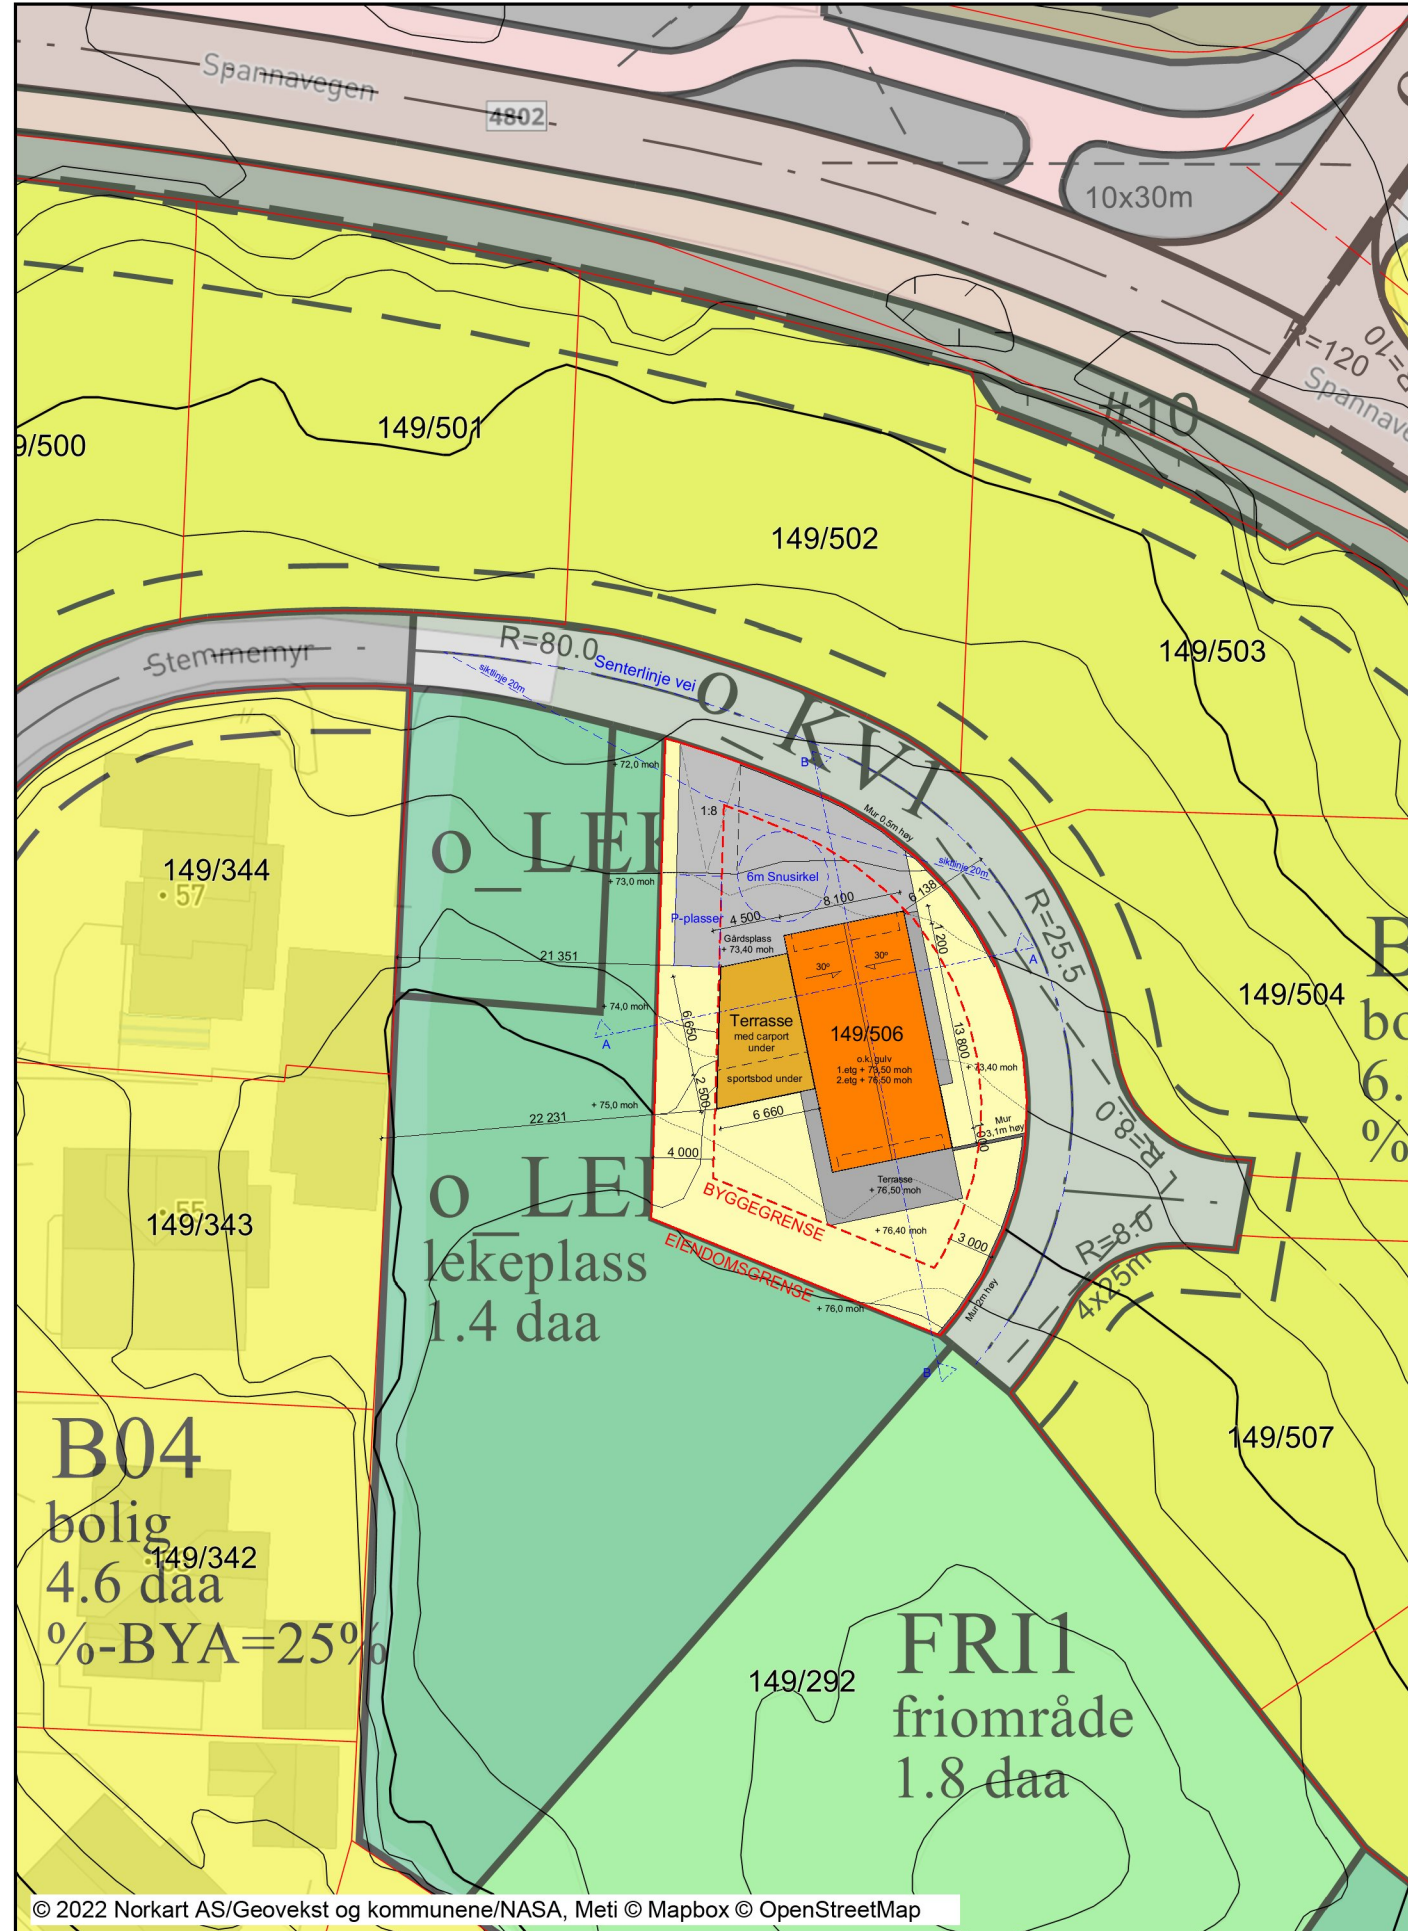 Spannavegen
4802
10x30m
R=120
R=10
#10
149/501
9/500
149/502
149/503
Stemmemyr
R=80.0
Senterlinje vei
siktlinje 20m
o_KV1
B
+ 72,0 moh
1:8
Mur 0.5m høy
o_LEK
149/344
57
+ 73,0 moh
6m Snusirkel
siktlinje 20m
6 138
8 100
4 500
P-plasser
Gårdsplass
+ 73,40 moh
1 200
R=25.5
A
21 351
30°
30°
149/504
+ 74,0 moh
6 650
Terrasse
med carport
under
sportsbod under
149/506
o.k. gulv
1.etg + 73,50 moh
2.etg + 76,50 moh
13 800
+ 73,40 moh
A
bo
6.
%
+ 75,0 moh
2 500
22 231
6 660
Mur
3,1m høy
R=8.0
4 000
o_LEK
lekeplass
1.4 daa
Terrasse
+ 76,50 moh
BYGGEGRENSE
+ 76,40 moh
3 000
EIENDOMSGRENSE
+ 76,0 moh
Mur 2m høy
R=8.0
4x25m
55
149/343
B
B04
bolig
4.6 daa
%-BYA=25%
149/342
149/507
149/292
FRI1
friområde
1.8 daa
© 2022 Norkart AS/Geovekst og kommunene/NASA, Meti © Mapbox © OpenStreetMap